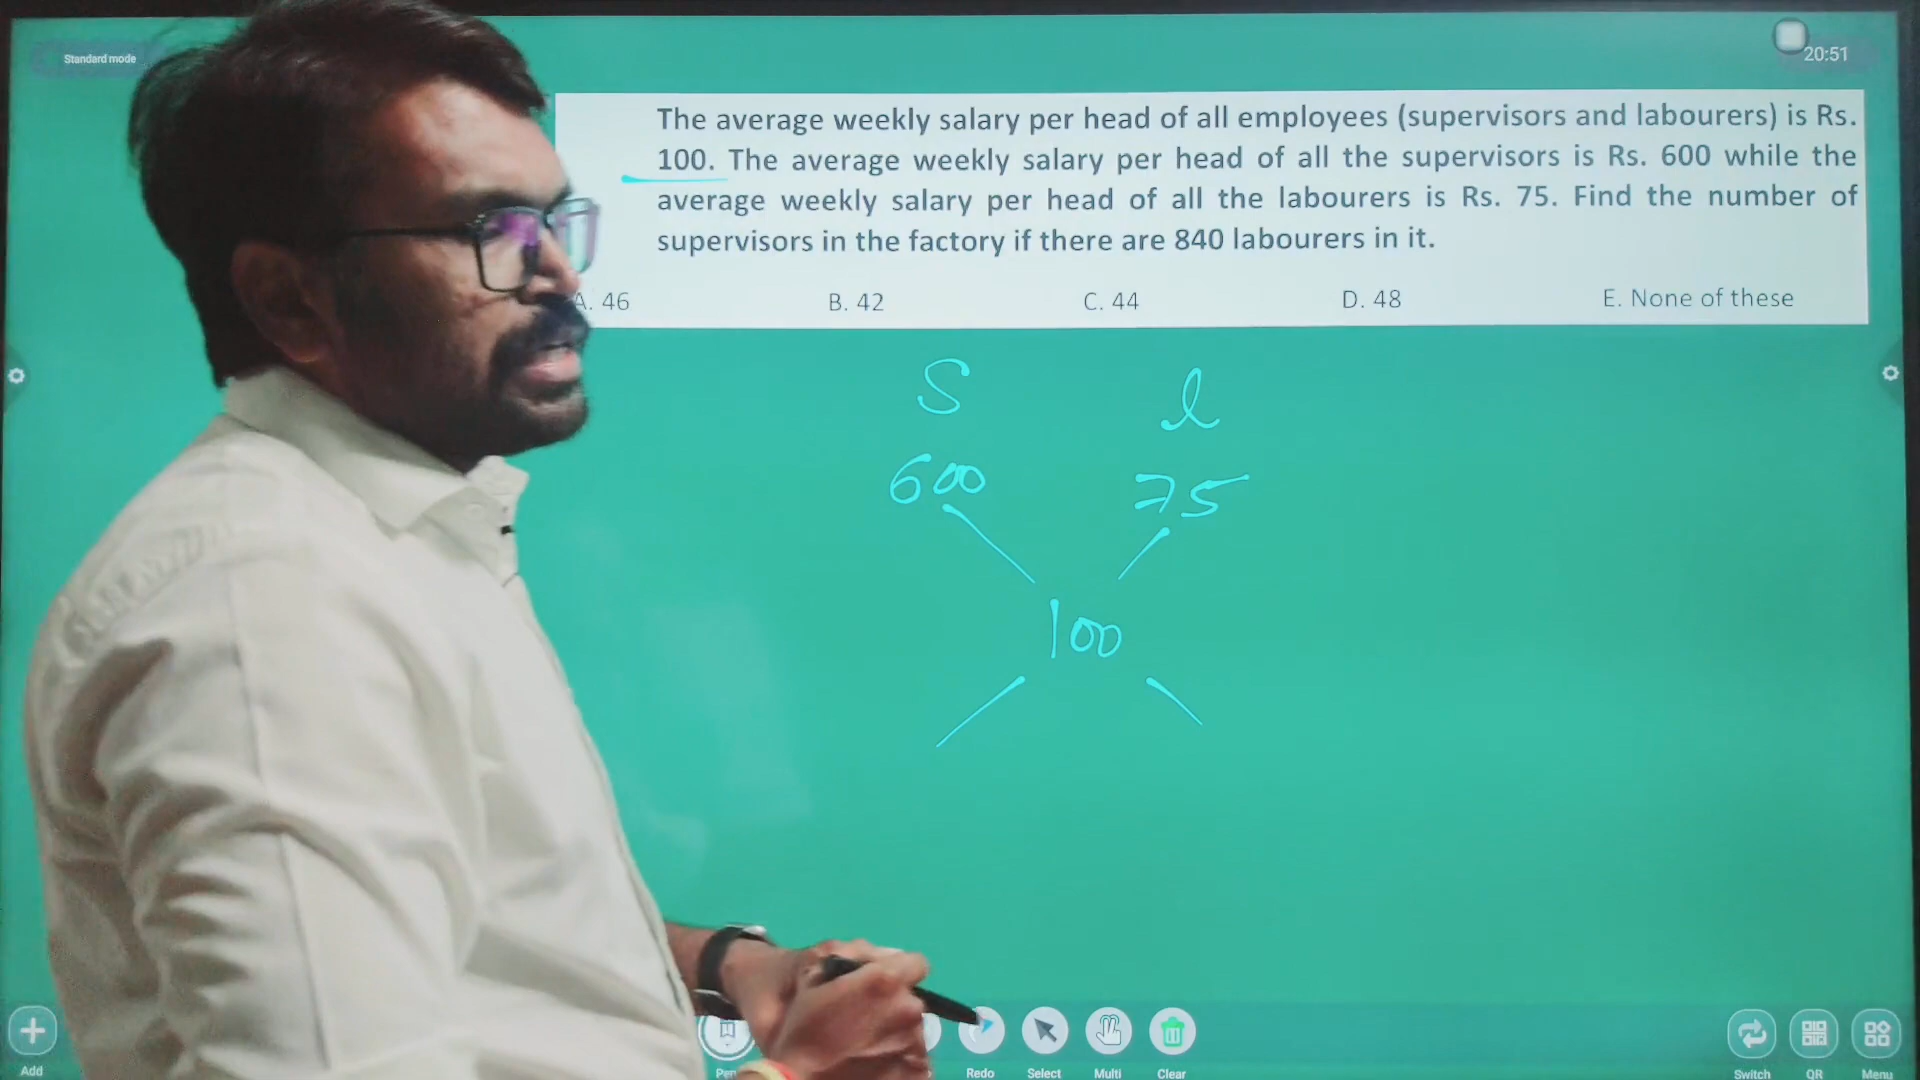 Standard mode
20:51
The average weekly salary per head of all employees (supervisors and labourers) is Rs.
100. The average weekly salary per head of all the supervisors is Rs. 600 while the
average weekly salary per head of all the labourers is Rs. 75. Find the number of
supervisors in the factory if there are 840 labourers in it.
A. 46 B. 42 C. 44 D. 48 E. None of these
S l
600 75
100
Add Redo Select Multi Clear Switch QR Menu